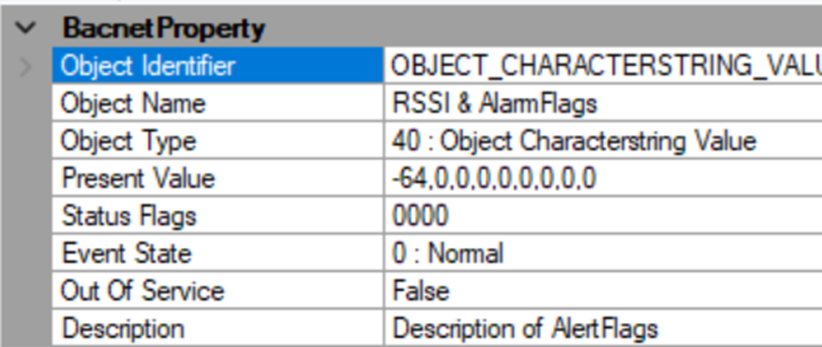 BacnetProperty
Object Identifier OBJECT_CHARACTERSTRING_VALU
Object Name RSSI & AlarmFlags
Object Type 40 : Object Characterstring Value
Present Value -64,0,0,0,0,0,0,0,0
Status Flags 0000
Event State 0 : Normal
Out Of Service False
Description Description of AlertFlags